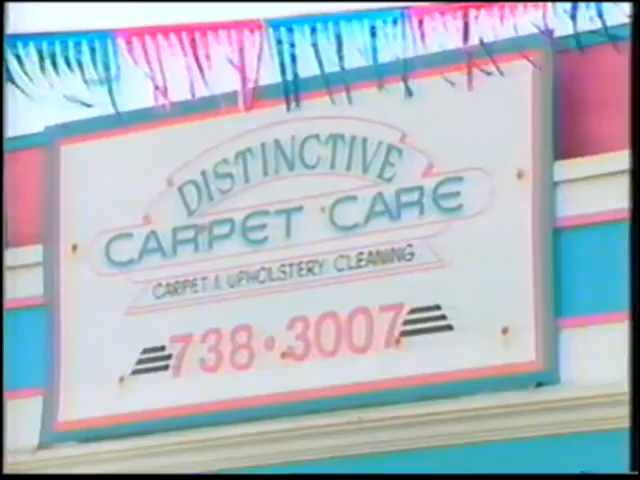 DISTINCTIVE
CARPET CARE
CARPET & UPHOLSTERY CLEANING
738·3007